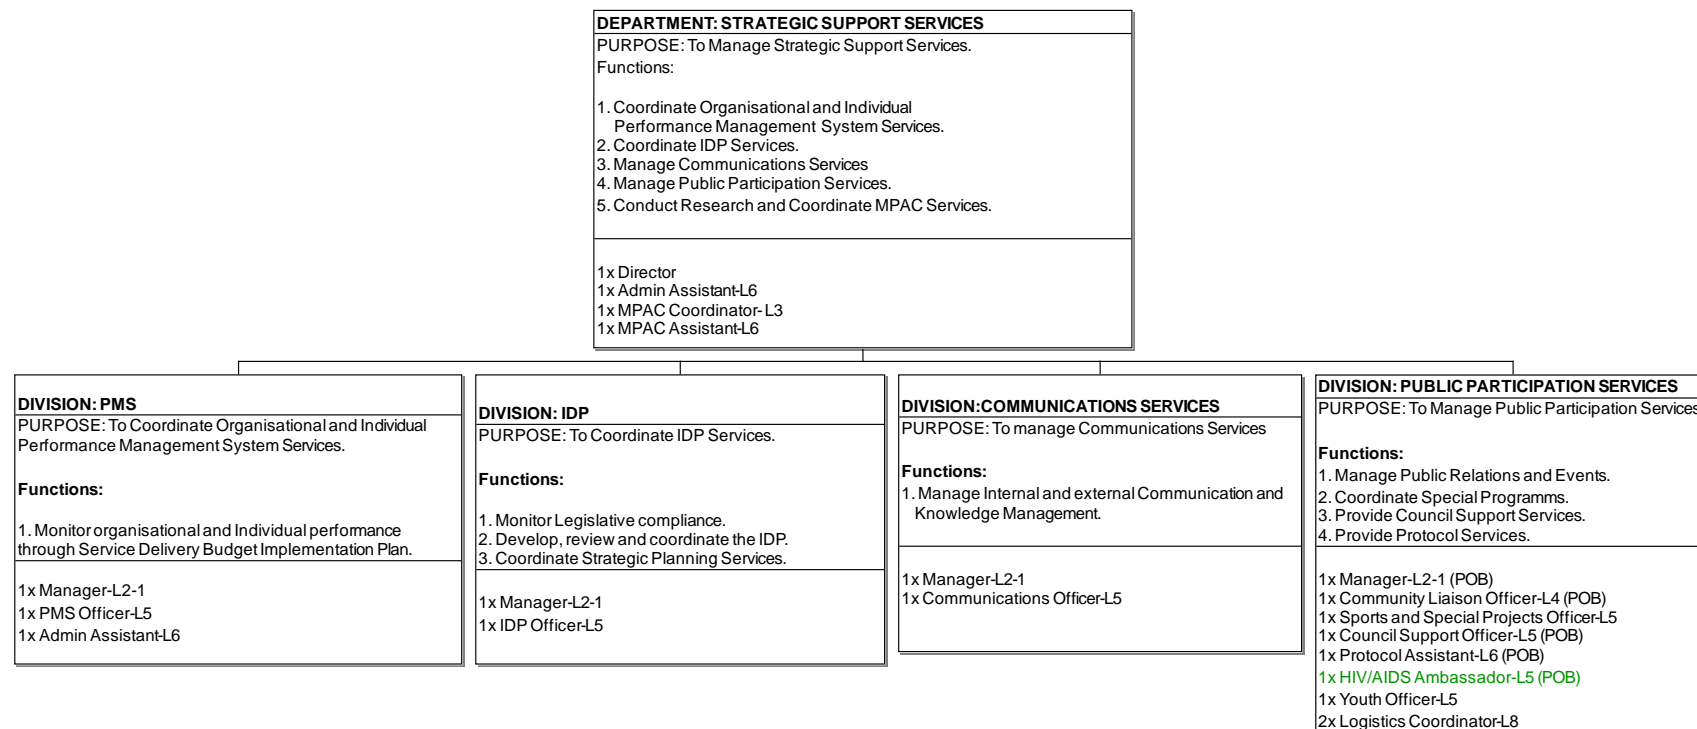 DEPARTMENT: STRATEGIC SUPPORT SERVICES
PURPOSE: To Manage Strategic Support Services.
Functions:
1. Coordinate Organisational and Individual
Performance Management System Services.
2. Coordinate IDP Services.
3. Manage Communications Services
4. Manage Public Participation Services.
5. Conduct Research and Coordinate MPAC Services.
1x Director
1x Admin Assistant-L6
1x MPAC Coordinator- L3
1x MPAC Assistant-L6
DIVISION: PMS
PURPOSE: To Coordinate Organisational and Individual
Performance Management System Services.
Functions:
1. Monitor organisational and Individual performance
through Service Delivery Budget Implementation Plan.
1x Manager-L2-1
1x PMS Officer-L5
1x Admin Assistant-L6
DIVISION: IDP
PURPOSE: To Coordinate IDP Services.
Functions:
1. Monitor Legislative compliance.
2. Develop, review and coordinate the IDP.
3. Coordinate Strategic Planning Services.
1x Manager-L2-1
1x IDP Officer-L5
DIVISION:COMMUNICATIONS SERVICES
PURPOSE: To manage Communications Services
Functions:
1. Manage Internal and external Communication and
Knowledge Management.
1x Manager-L2-1
1x Communications Officer-L5
DIVISION: PUBLIC PARTICIPATION SERVICES
PURPOSE: To Manage Public Participation Services
Functions:
1. Manage Public Relations and Events.
2. Coordinate Special Programms.
3. Provide Council Support Services.
4. Provide Protocol Services.
1x Manager-L2-1 (POB)
1x Community Liaison Officer-L4 (POB)
1x Sports and Special Projects Officer-L5
1x Council Support Officer-L5 (POB)
1x Protocol Assistant-L6 (POB)
1x HIV/AIDS Ambassador-L5 (POB)
1x Youth Officer-L5
2x Logistics Coordinator-L8